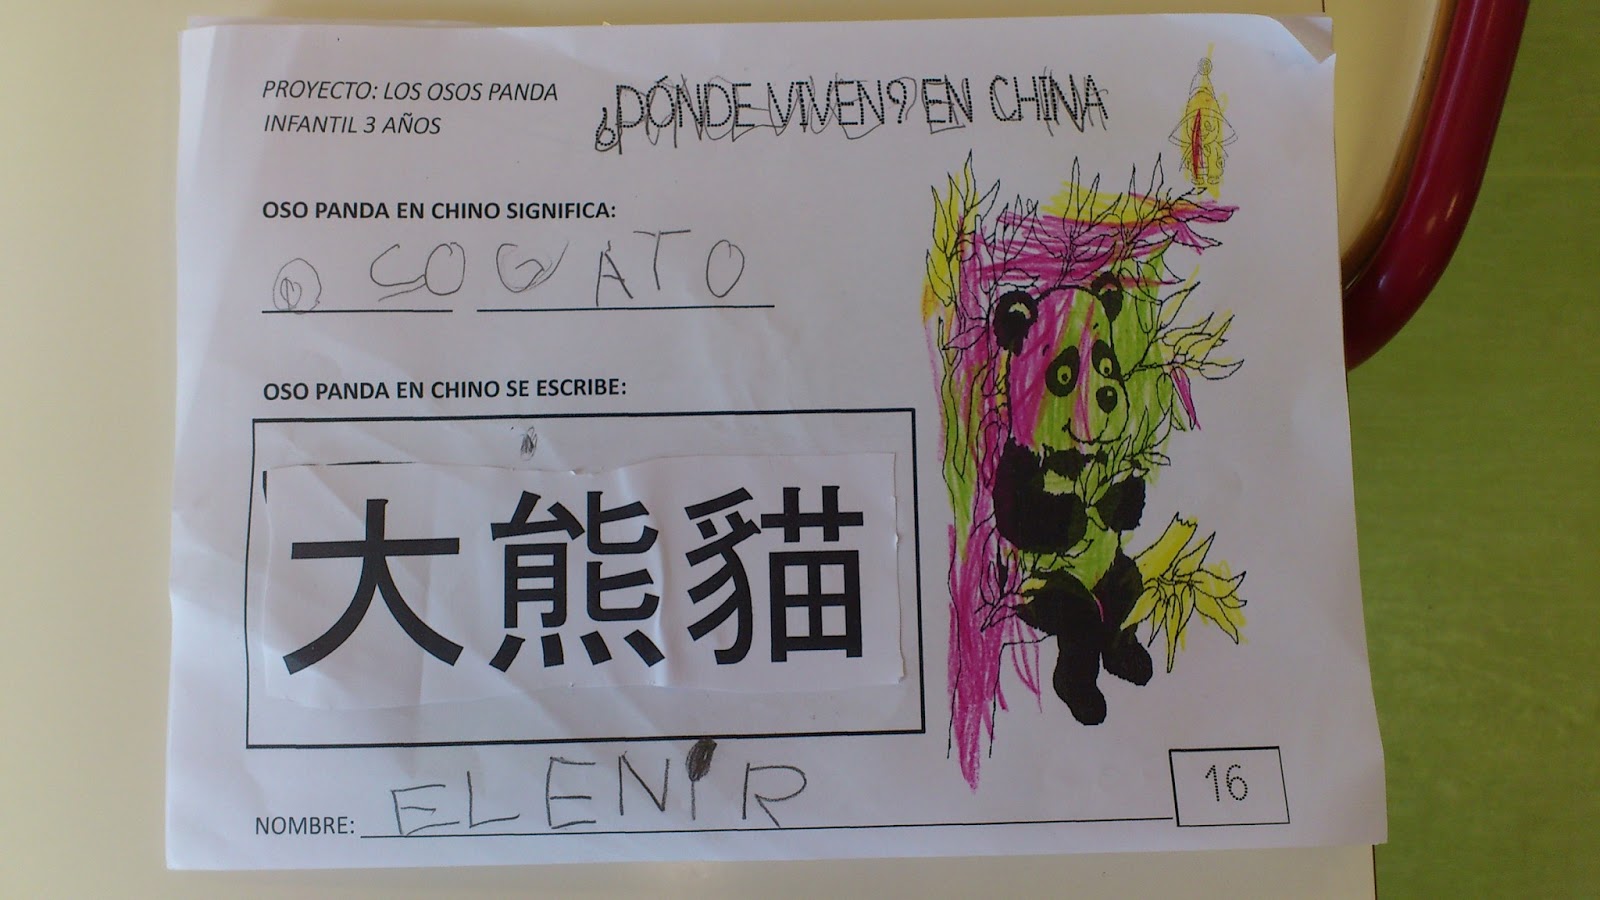 PROYECTO: LOS OSOS PANDA
INFANTIL 3 AÑOS
¿DÓNDE VIVEN? EN CHINA
OSO PANDA EN CHINO SIGNIFICA:
OSO GATO
OSO PANDA EN CHINO SE ESCRIBE:
大熊貓
NOMBRE: ELENIR
16